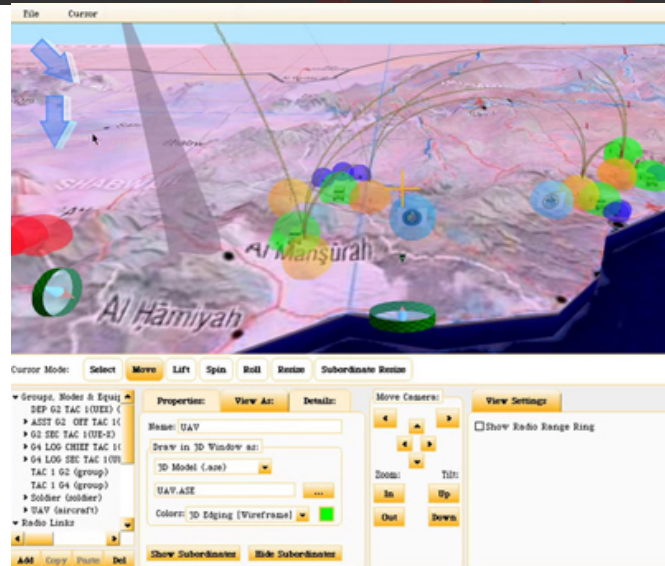 File Cursor
SHABWAH
Al Manṣūrah
Al Ḥāmiyah
Cursor Mode: Select Move Lift Spin Roll Resize Subordinate Resize
Groups, Nodes & Equip
DEP G2 TAC 1(UEX) (
ASST G2 OFF TAC 1(
G2 SEC TAC 1(UE-X)
G4 LOG CHIEF TAC 1(
G4 LOG SEC TAC 1(UE
TAC 1 G2 (group)
TAC 1 G4 (group)
Soldier (soldier)
UAV (aircraft)
Radio Links
Add Copy Paste Del
Properties: View As: Details:
Name: UAV
Draw in 3D Window as:
3D Model (.ase)
UAV.ASE ...
Colors: 3D Edging [Wireframe]
Show Subordinates Hide Subordinates
Move Camera:
Zoom: Tilt:
In Up
Out Down
View Settings
Show Radio Range Ring